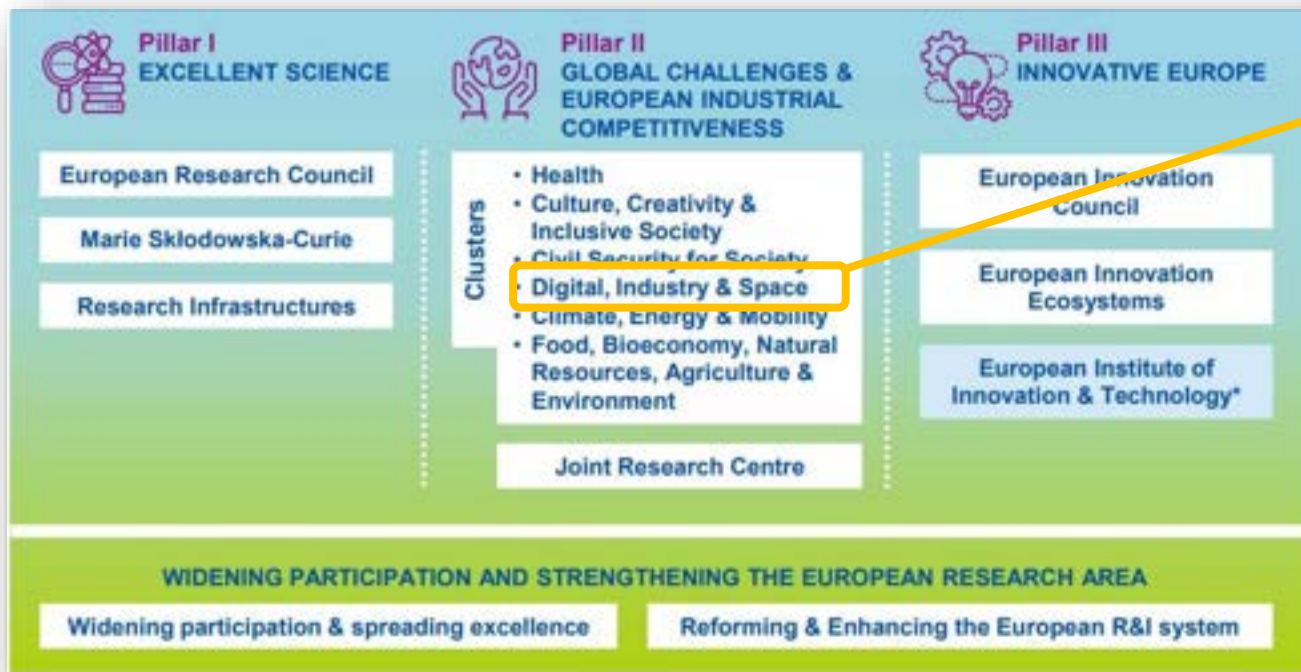 Pillar I
EXCELLENT SCIENCE
European Research Council
Marie Skłodowska-Curie
Research Infrastructures
Pillar II
GLOBAL CHALLENGES &
EUROPEAN INDUSTRIAL
COMPETITIVENESS
Clusters
• Health
• Culture, Creativity &
Inclusive Society
• Civil Security for Society
• Digital, Industry & Space
• Climate, Energy & Mobility
• Food, Bioeconomy, Natural
Resources, Agriculture &
Environment
Joint Research Centre
Pillar III
INNOVATIVE EUROPE
European Innovation
Council
European Innovation
Ecosystems
European Institute of
Innovation & Technology*
WIDENING PARTICIPATION AND STRENGTHENING THE EUROPEAN RESEARCH AREA
Widening participation & spreading excellence
Reforming & Enhancing the European R&I system